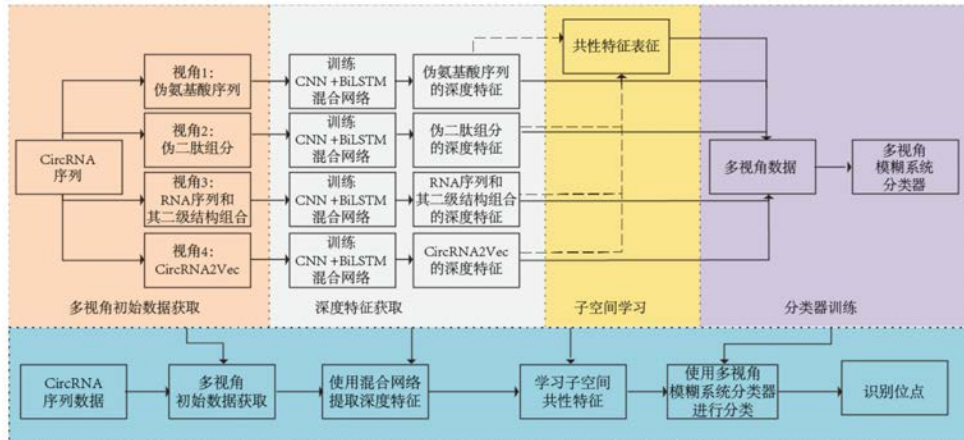 CircRNA
序列
视角1：
伪氨基酸序列
视角2：
伪二肽组分
视角3：
RNA序列和
其二级结构组合
视角4：
CircRNA2Vec
多视角初始数据获取
训练
CNN +BiLSTM
混合网络
训练
CNN +BiLSTM
混合网络
训练
CNN +BiLSTM
混合网络
训练
CNN +BiLSTM
混合网络
伪氨基酸序列
的深度特征
伪二肽组分
的深度特征
RNA序列和
其二级结构组合
的深度特征
CircRNA2Vec
的深度特征
深度特征获取
共性特征表征
子空间学习
多视角数据
多视角
模糊系统
分类器
分类器训练
CircRNA
序列数据
多视角
初始数据获取
使用混合网络
提取深度特征
学习子空间
共性特征
使用多视角
模糊系统分类器
进行分类
识别位点